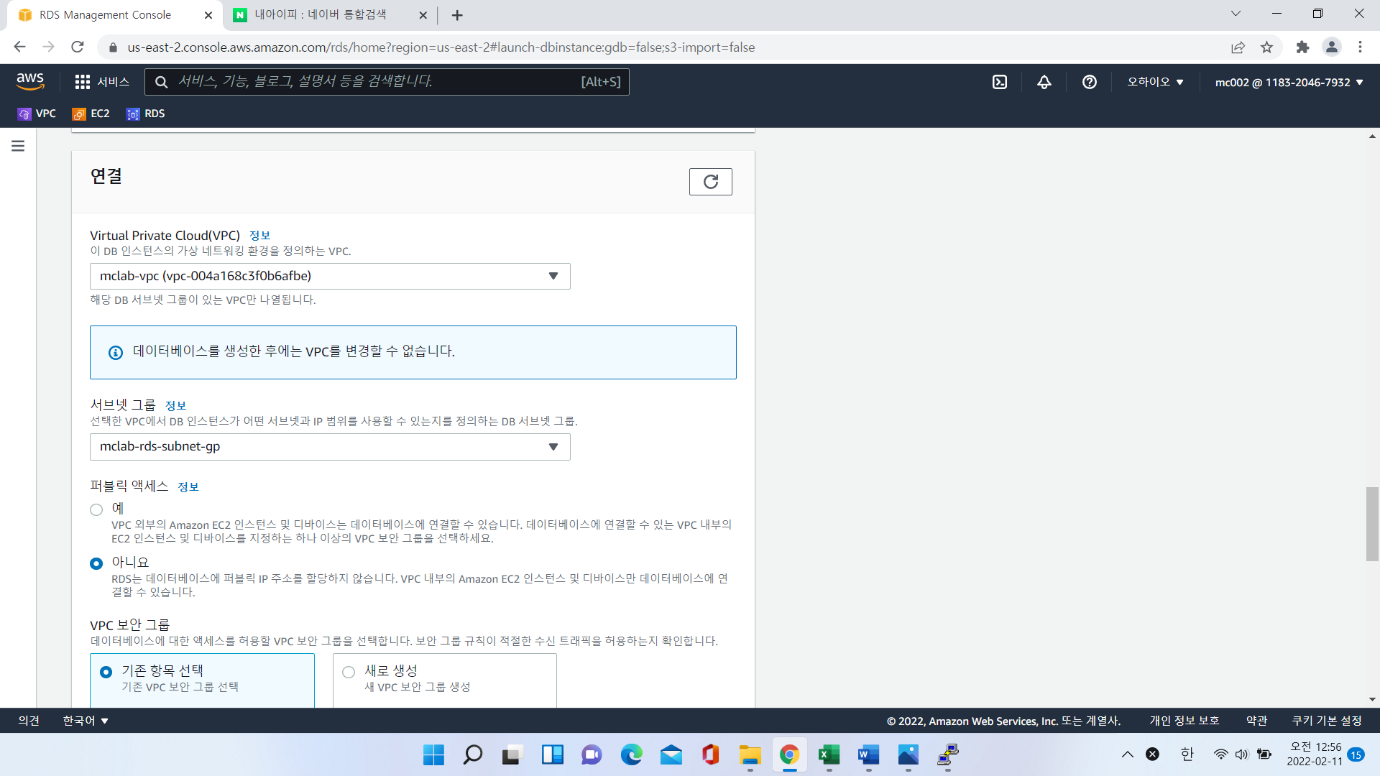 RDS Management Console
내아이피 : 네이버 통합검색
us-east-2.console.aws.amazon.com/rds/home?region=us-east-2#launch-dbinstance:gdb=false;s3-import=false
aws
서비스
서비스, 기능, 블로그, 설명서 등을 검색합니다.
[Alt+S]
오하이오 ▼
mc002 @ 1183-2046-7932 ▼
VPC
EC2
RDS
연결
Virtual Private Cloud(VPC) 정보
이 DB 인스턴스의 가상 네트워킹 환경을 정의하는 VPC.
mclab-vpc (vpc-004a168c3f0b6afbe)
해당 DB 서브넷 그룹이 있는 VPC만 나열됩니다.
데이터베이스를 생성한 후에는 VPC를 변경할 수 없습니다.
서브넷 그룹 정보
선택한 VPC에서 DB 인스턴스가 어떤 서브넷과 IP 범위를 사용할 수 있는지를 정의하는 DB 서브넷 그룹.
mclab-rds-subnet-gp
퍼블릭 액세스 정보
예
VPC 외부의 Amazon EC2 인스턴스 및 디바이스는 데이터베이스에 연결할 수 있습니다. 데이터베이스에 연결할 수 있는 VPC 내부의
EC2 인스턴스 및 디바이스를 지정하는 하나 이상의 VPC 보안 그룹을 선택하세요.
아니요
RDS는 데이터베이스에 퍼블릭 IP 주소를 할당하지 않습니다. VPC 내부의 Amazon EC2 인스턴스 및 디바이스만 데이터베이스에 연
결할 수 있습니다.
VPC 보안 그룹
데이터베이스에 대한 액세스를 허용할 VPC 보안 그룹을 선택합니다. 보안 그룹 규칙이 적절한 수신 트래픽을 허용하는지 확인합니다.
기존 항목 선택
기존 VPC 보안 그룹 선택
새로 생성
새 VPC 보안 그룹 생성
의견
한국어 ▼
© 2022, Amazon Web Services, Inc. 또는 계열사.
개인 정보 보호
약관
쿠키 기본 설정
한
오전 12:56
2022-02-11
15